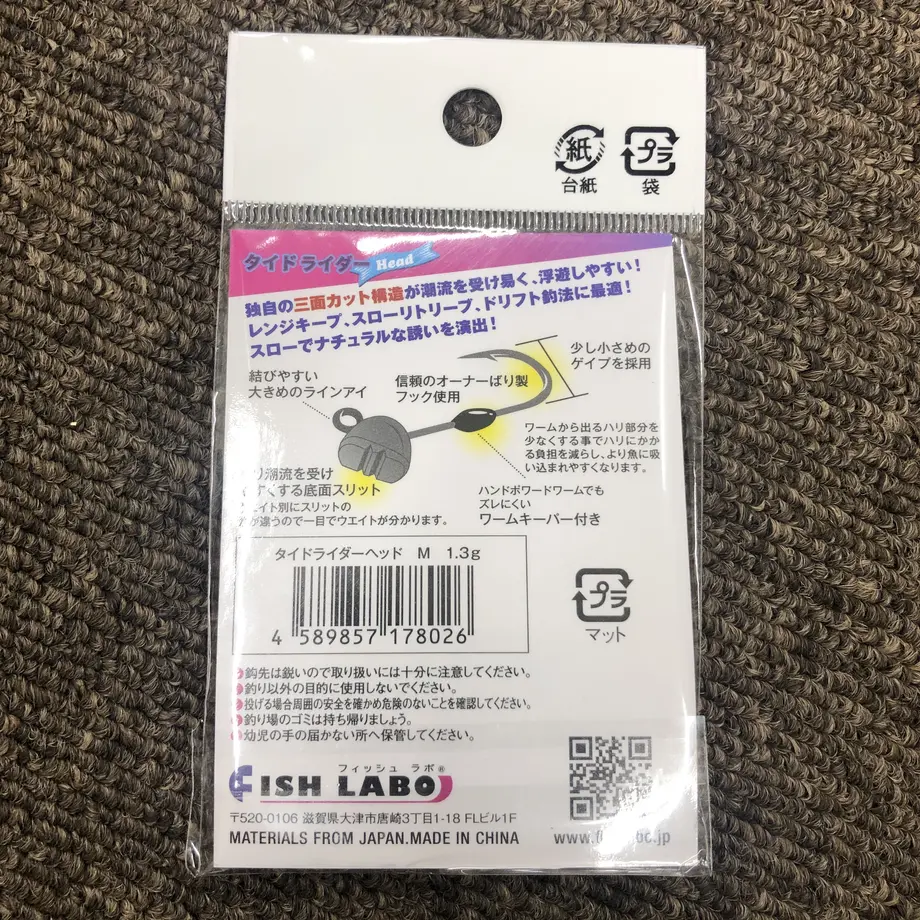 紙
台紙
プラ
袋
タイドライダー Head
独自の三面カット構造が潮流を受け易く、浮遊しやすい！
レンジキープ、スローリトリーブ、ドリフト釣法に最適！
スローでナチュラルな誘いを演出！
結びやすい
大きめのラインアイ
信頼のオーナーばり製
フック使用
少し小さめの
ゲイブを採用
ワームから出るハリ部分を
少なくする事でハリにかか
る負担を減らし、より魚に吸
い込まれやすくなります。
潮流を受け
すくする底面スリット
エイト別にスリットの
が違うので一目でウエイトが分かります。
ハンドポワードワームでも
ズレにくい
ワームキーパー付き
タイドライダーヘッド M 1.3g
4 589857 178026
プラ
マット
●鈎先は鋭いので取り扱いには十分に注意してください。
●釣り以外の目的に使用しないでください。
●投げる場合周囲の安全を確かめ危険のないことを確認してください。
●釣り場のゴミは持ち帰りましょう。
●幼児の手の届かない所へ保管してください。
フィッシュ ラボ®
FISH LABO
〒520-0106 滋賀県大津市唐崎3丁目1-18 FLビル1F
MATERIALS FROM JAPAN.MADE IN CHINA